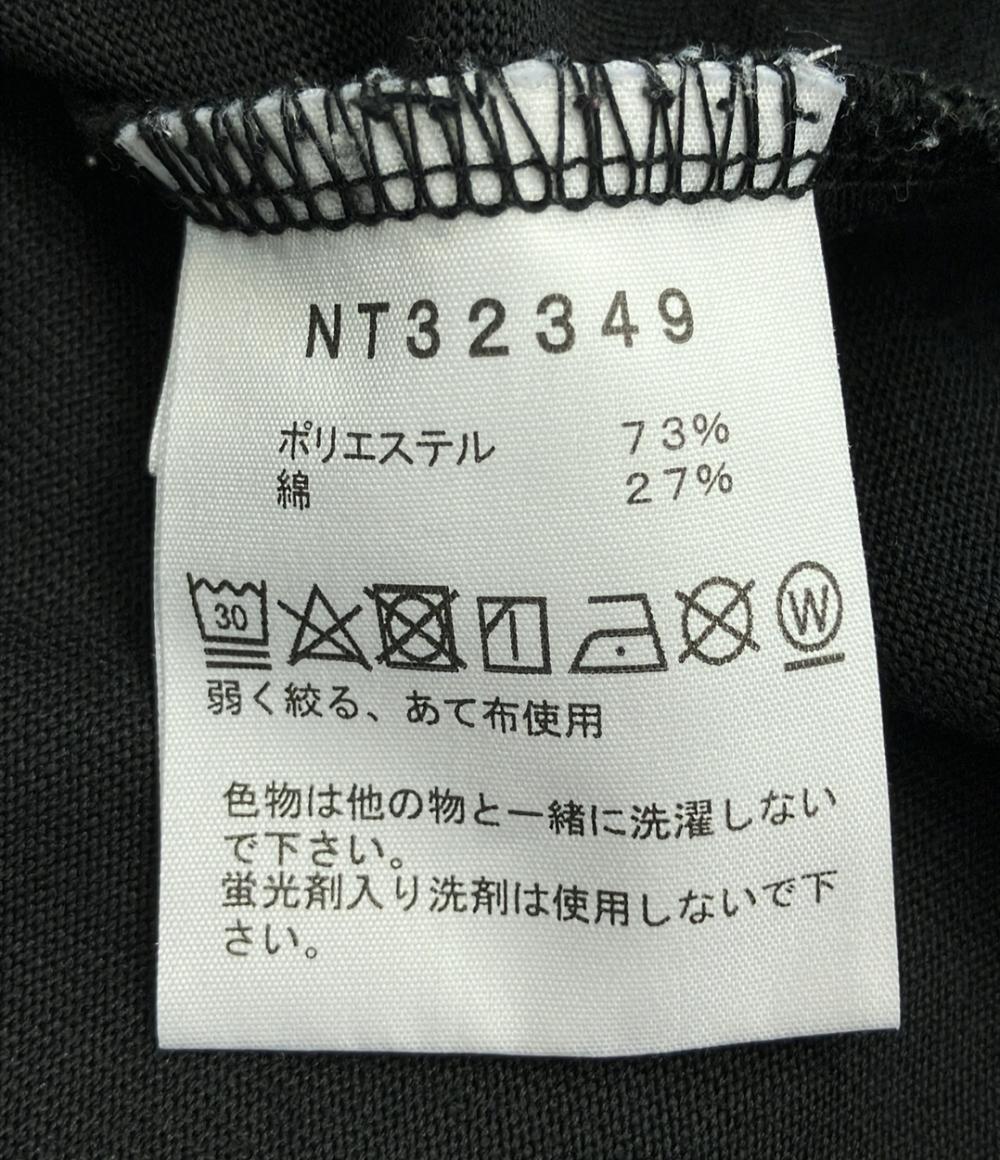 NT32349
ポリエステル 73%
綿 27%
30 W
弱く絞る、あて布使用
色物は他の物と一緒に洗濯しない
で下さい。
蛍光剤入り洗剤は使用しないで下
さい。